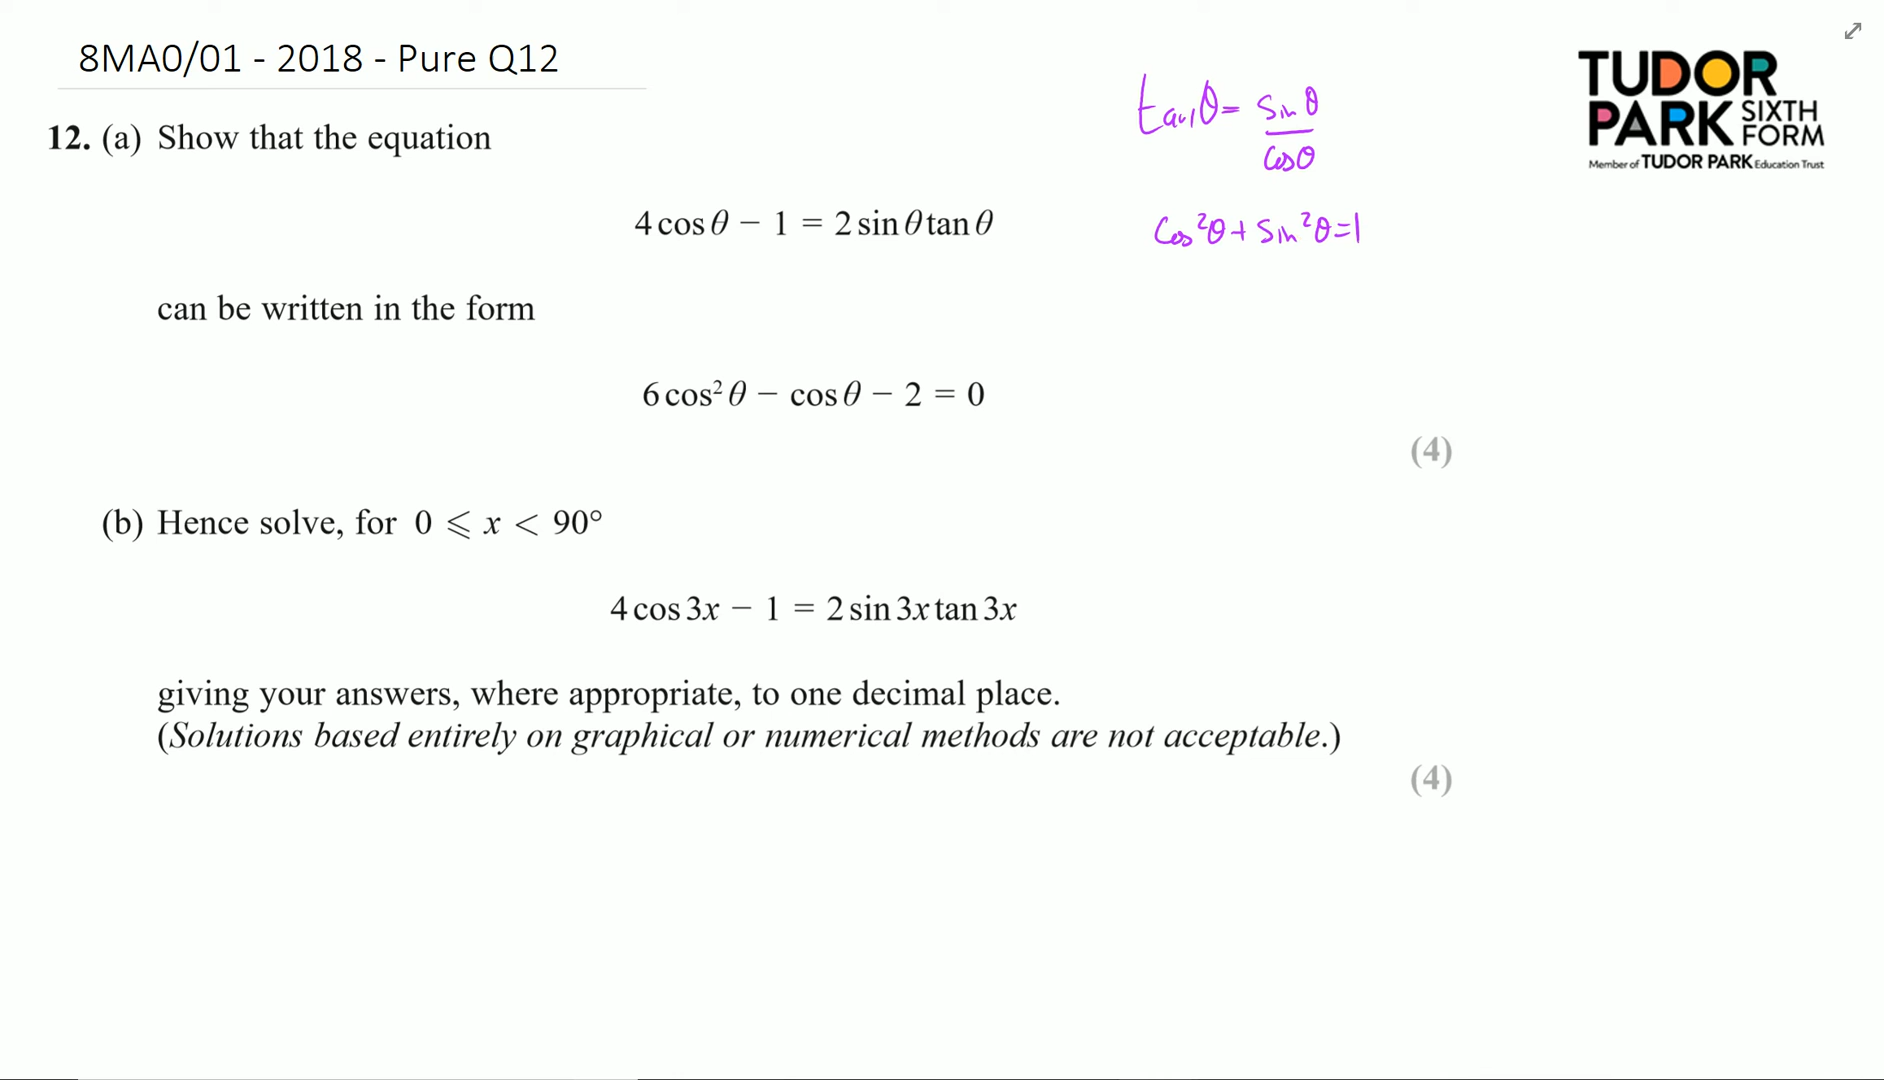 8MA0/01 - 2018 - Pure Q12
12. (a) Show that the equation
4 cos θ − 1 = 2 sin θ tan θ
can be written in the form
6 cos² θ − cos θ − 2 = 0
(4)
(b) Hence solve, for 0 ⩽ x < 90°
4 cos 3x − 1 = 2 sin 3x tan 3x
giving your answers, where appropriate, to one decimal place.
(Solutions based entirely on graphical or numerical methods are not acceptable.)
(4)
tanθ = sinθ
cosθ
cos²θ + sin²θ = 1
TUDOR
PARK SIXTH FORM
Member of TUDOR PARK Education Trust